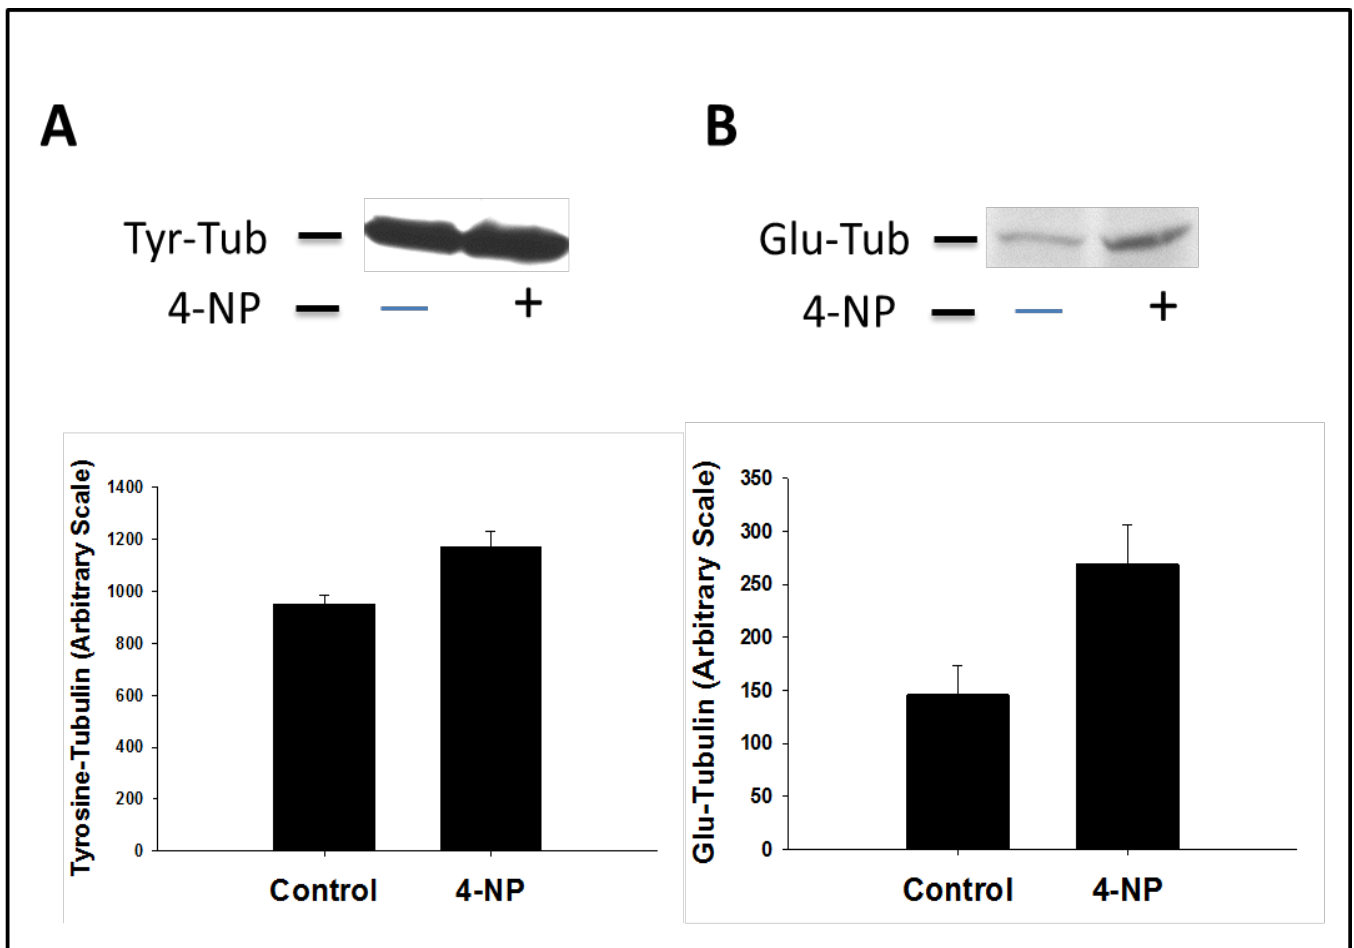 A
Tyr-Tub —
4-NP — — +
Tyrosine-Tubulin (Arbitrary Scale)
1400
1200
1000
800
600
400
200
0
Control 4-NP
B
Glu-Tub —
4-NP — — +
Glu-Tubulin (Arbitrary Scale)
350
300
250
200
150
100
50
0
Control 4-NP